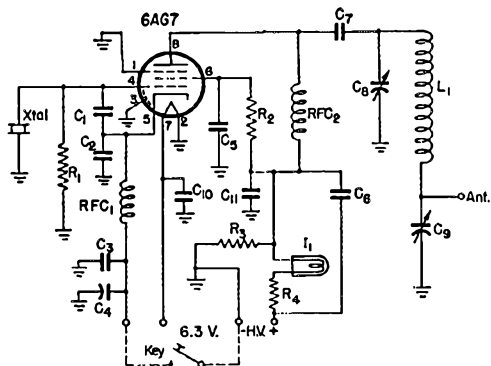 6AG7
8
C7
1
4
3
5
7
2
6
Xtal
C1
C2
R1
RFC1
C5
R2
RFC2
C8
L1
C10
C11
C6
Ant.
C9
R3
I1
R4
C3
C4
6.3 V.
-H.V.+
Key